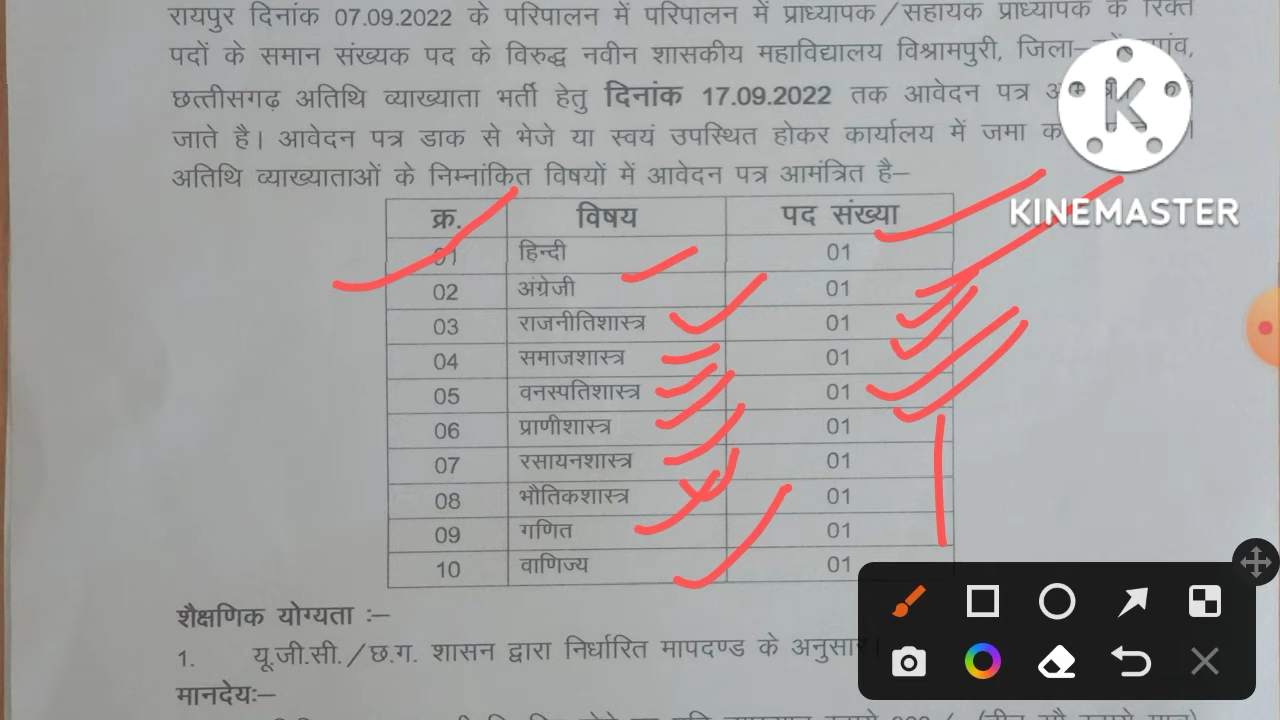 रायपुर दिनांक 07.09.2022 के परिपालन में परिपालन में प्राध्यापक/सहायक प्राध्यापक के रिक्त
पदों के समान संख्यक पद के विरुद्ध नवीन शासकीय महाविद्यालय विश्रामपुरी, जिला–
छत्तीसगढ़ अतिथि व्याख्याता भर्ती हेतु दिनांक 17.09.2022 तक आवेदन पत्र
जाते है। आवेदन पत्र डाक से भेजे या स्वयं उपस्थित होकर कार्यालय में जमा
अतिथि व्याख्याताओं के निम्नांकित विषयों में आवेदन पत्र आमंत्रित है–
KINEMASTER
क्र. विषय पद संख्या
01 हिन्दी 01
02 अंग्रेजी 01
03 राजनीतिशास्त्र 01
04 समाजशास्त्र 01
05 वनस्पतिशास्त्र 01
06 प्राणीशास्त्र 01
07 रसायनशास्त्र 01
08 भौतिकशास्त्र 01
09 गणित 01
10 वाणिज्य 01
शैक्षणिक योग्यता :–
1. यू.जी.सी./छ.ग. शासन द्वारा निर्धारित मापदण्ड के अनुसार।
मानदेयः–